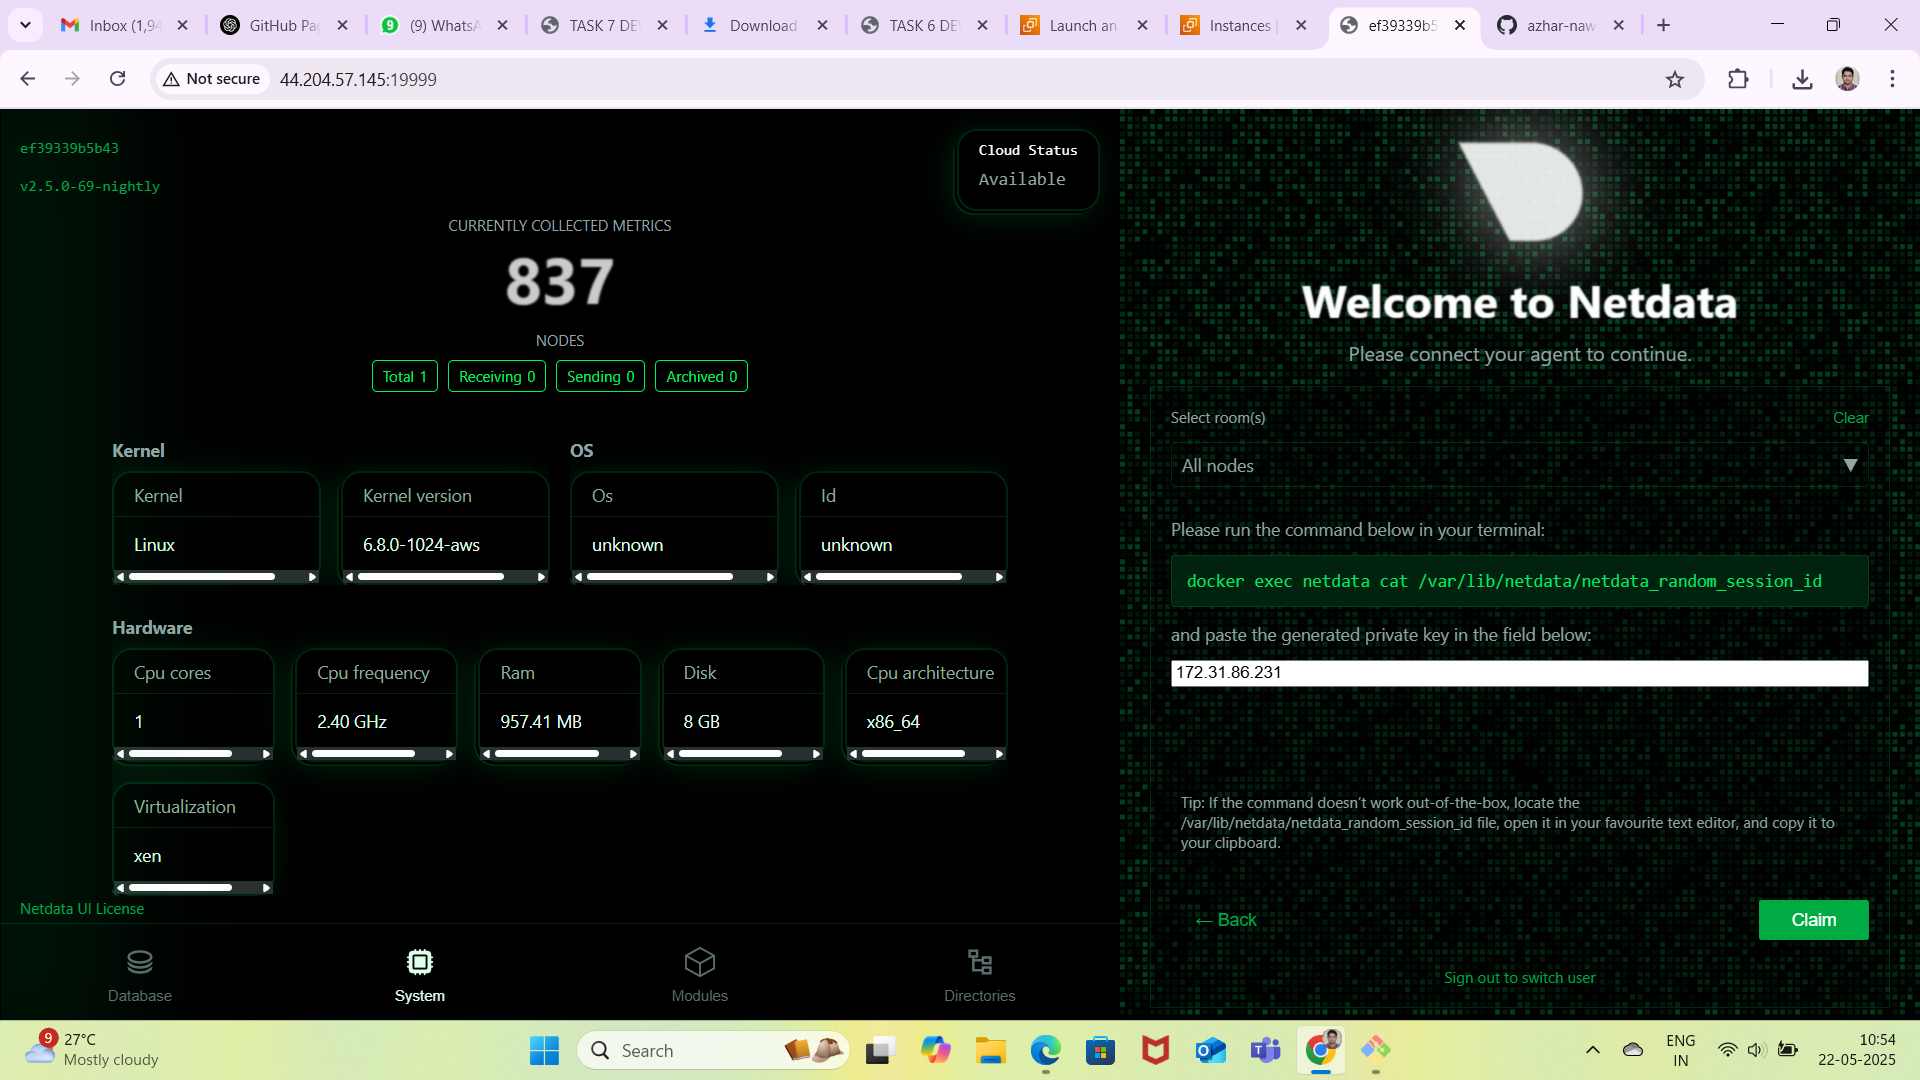 Inbox (1,94
GitHub Pag
(9) WhatsA
TASK 7 DEV
Download
TASK 6 DEV
Launch an
Instances |
ef39339b5
azhar-naw
Not secure
44.204.57.145:19999
ef39339b5b43
v2.5.0-69-nightly
Cloud Status
Available
CURRENTLY COLLECTED METRICS
837
NODES
Total 1
Receiving 0
Sending 0
Archived 0
Kernel
OS
Kernel
Kernel version
Os
Id
Linux
6.8.0-1024-aws
unknown
unknown
Hardware
Cpu cores
Cpu frequency
Ram
Disk
Cpu architecture
1
2.40 GHz
957.41 MB
8 GB
x86_64
Virtualization
xen
Netdata UI License
Database
System
Modules
Directories
Welcome to Netdata
Please connect your agent to continue.
Select room(s)
Clear
All nodes
Please run the command below in your terminal:
docker exec netdata cat /var/lib/netdata/netdata_random_session_id
and paste the generated private key in the field below:
172.31.86.231
Tip: If the command doesn't work out-of-the-box, locate the
/var/lib/netdata/netdata_random_session_id file, open it in your favourite text editor, and copy it to
your clipboard.
← Back
Claim
Sign out to switch user
9
27°C
Mostly cloudy
Search
ENG
IN
10:54
22-05-2025